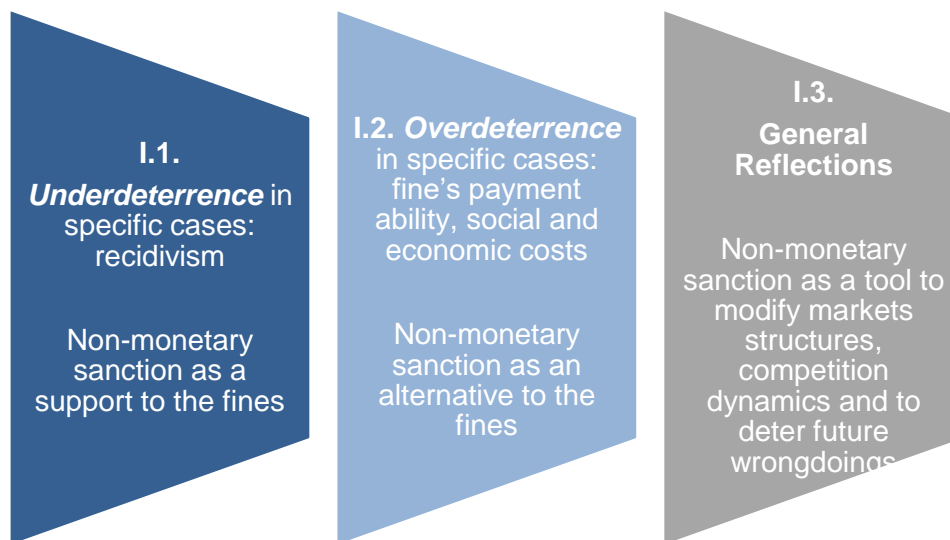 I.1.
Underdeterrence in
specific cases:
recidivism
Non-monetary
sanction as a
support to the fines
I.2. Overdeterrence
in specific cases:
fine's payment
ability, social and
economic costs
Non-monetary
sanction as an
alternative to the
fines
I.3.
General
Reflections
Non-monetary
sanction as a tool to
modify markets
structures,
competition
dynamics and to
deter future
wrongdoings